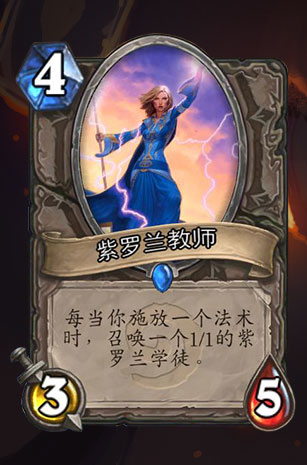 4
紫罗兰教师
每当你施放一个法术
时，召唤一个1/1的紫
罗兰学徒。
3
5